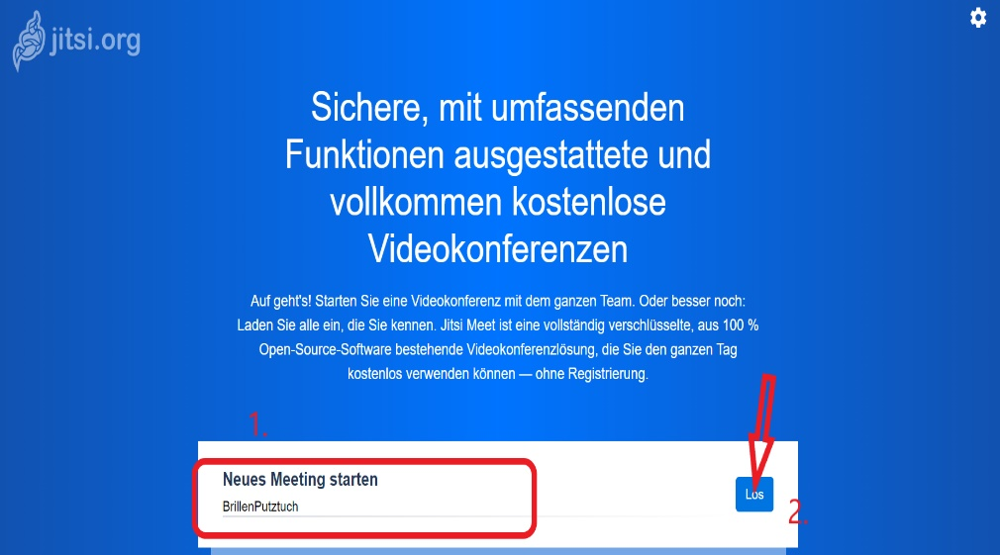 jitsi.org
Sichere, mit umfassenden
Funktionen ausgestattete und
vollkommen kostenlose
Videokonferenzen
Auf geht's! Starten Sie eine Videokonferenz mit dem ganzen Team. Oder besser noch:
Laden Sie alle ein, die Sie kennen. Jitsi Meet ist eine vollständig verschlüsselte, aus 100 %
Open-Source-Software bestehende Videokonferenzlösung, die Sie den ganzen Tag
kostenlos verwenden können — ohne Registrierung.
1.
Neues Meeting starten
BrillenPutztuch
Los
2.